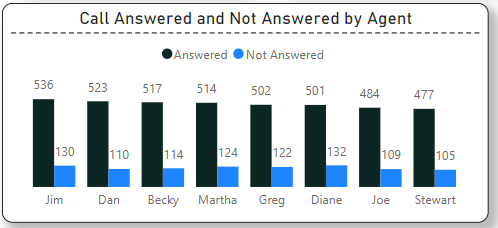 Call Answered and Not Answered by Agent
Answered Not Answered
536 523 517 514 502 501 484 477
130 110 114 124 122 132 109 105
Jim Dan Becky Martha Greg Diane Joe Stewart